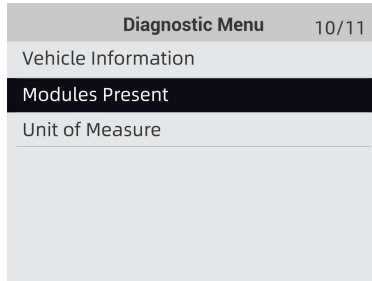 Diagnostic Menu 10/11
Vehicle Information
Modules Present
Unit of Measure